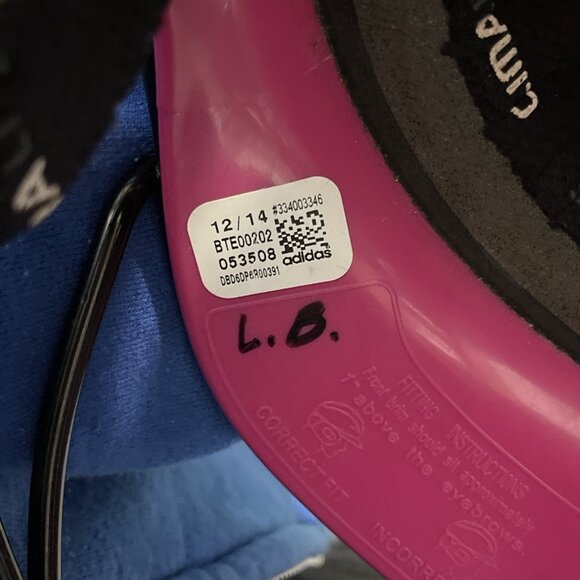 CLIMA
#334003346
12/14
BTE00202
053508
adidas
DBD6DP6R00391
L.B.
FITTING INSTRUCTIONS
Front brim should sit approximately
1" above the eyebrows.
CORRECT FIT